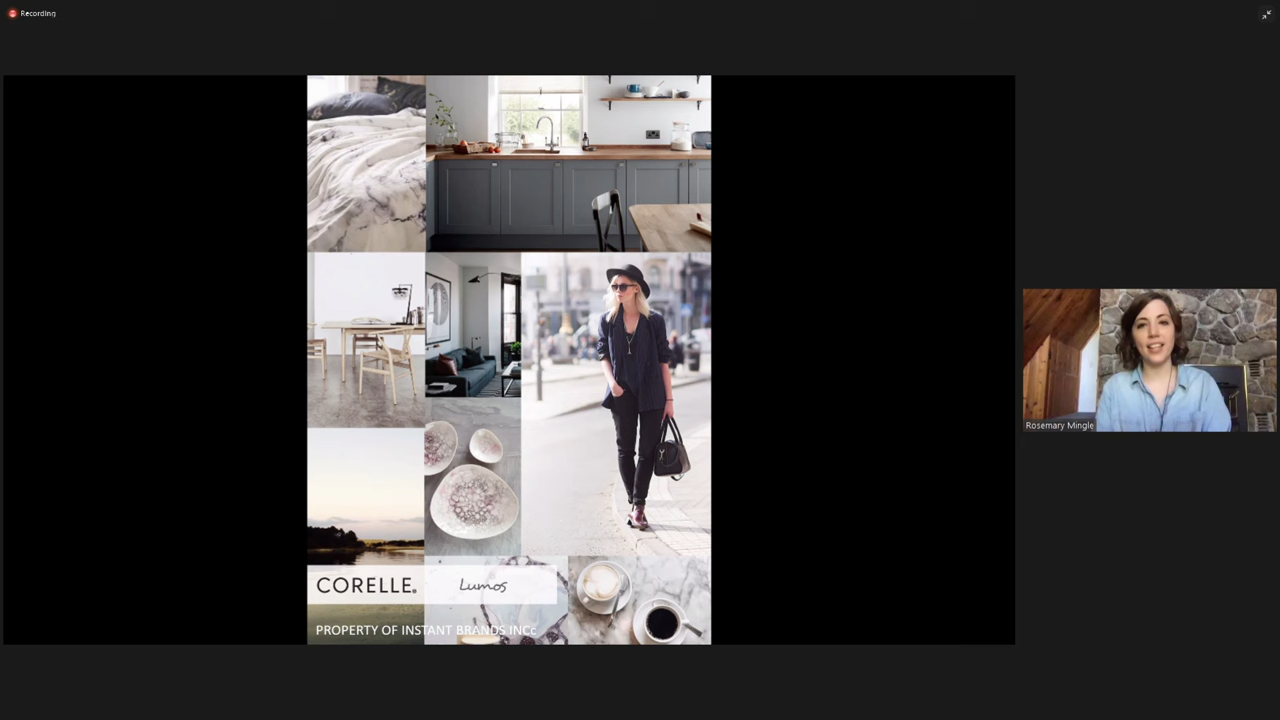 Recording
CORELLE®
Lumos
PROPERTY OF INSTANT BRANDS INC
Rosemary Mingle